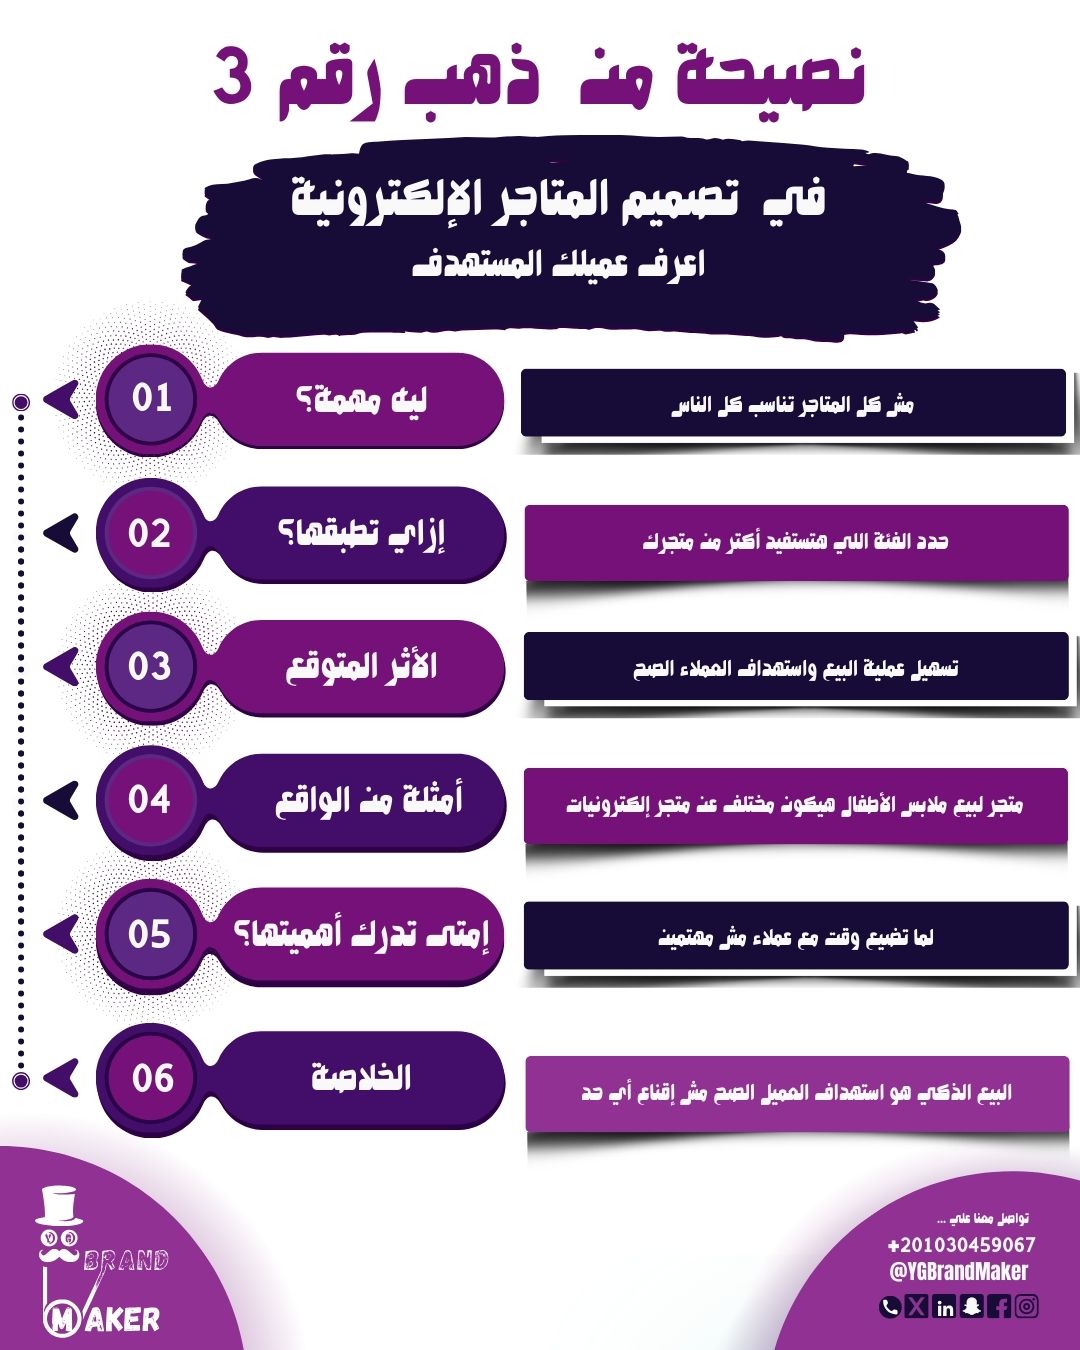 نصيحة من ذهب رقم 3
في تصميم المتاجر الإلكترونية
اعرف عميلك المستهدف
01
ليه مهمة؟
مش كل المتاجر تناسب كل الناس
02
إزاي تطبقها؟
حدد الفئة اللي هتستفيد أكتر من متجرك
03
الأثر المتوقع
تسهيل عملية البيع واستهداف العملاء الصح
04
أمثلة من الواقع
متجر لبيع ملابس الأطفال هيكون مختلف عن متجر إلكترونيات
05
إمتى تدرك أهميتها؟
لما تضيع وقت مع عملاء مش مهتمين
06
الخلاصة
البيع الذكي هو استهداف العميل الصح مش إقناع أي حد
BRAND
MAKER
تواصل معنا علي ...
+201030459067
@YGBrandMaker